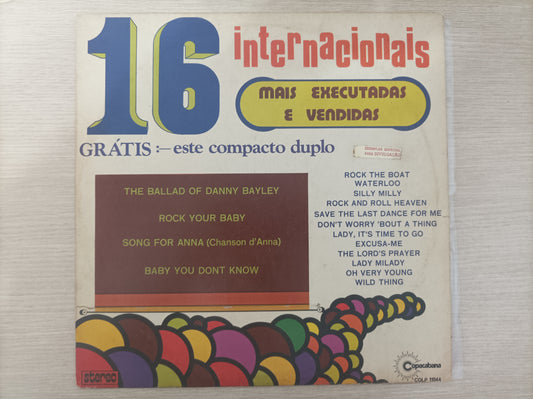 16
internacionais
MAIS EXECUTADAS
E VENDIDAS
GRÁTIS :— este compacto duplo
THE BALLAD OF DANNY BAYLEY
ROCK YOUR BABY
SONG FOR ANNA (Chanson d'Anna)
BABY YOU DONT KNOW
ROCK THE BOAT
WATERLOO
SILLY MILLY
ROCK AND ROLL HEAVEN
SAVE THE LAST DANCE FOR ME
DON'T WORRY 'BOUT A THING
LADY, IT'S TIME TO GO
EXCUSA-ME
THE LORD'S PRAYER
LADY MILADY
OH VERY YOUNG
WILD THING
stereo
Copacabana
COLP